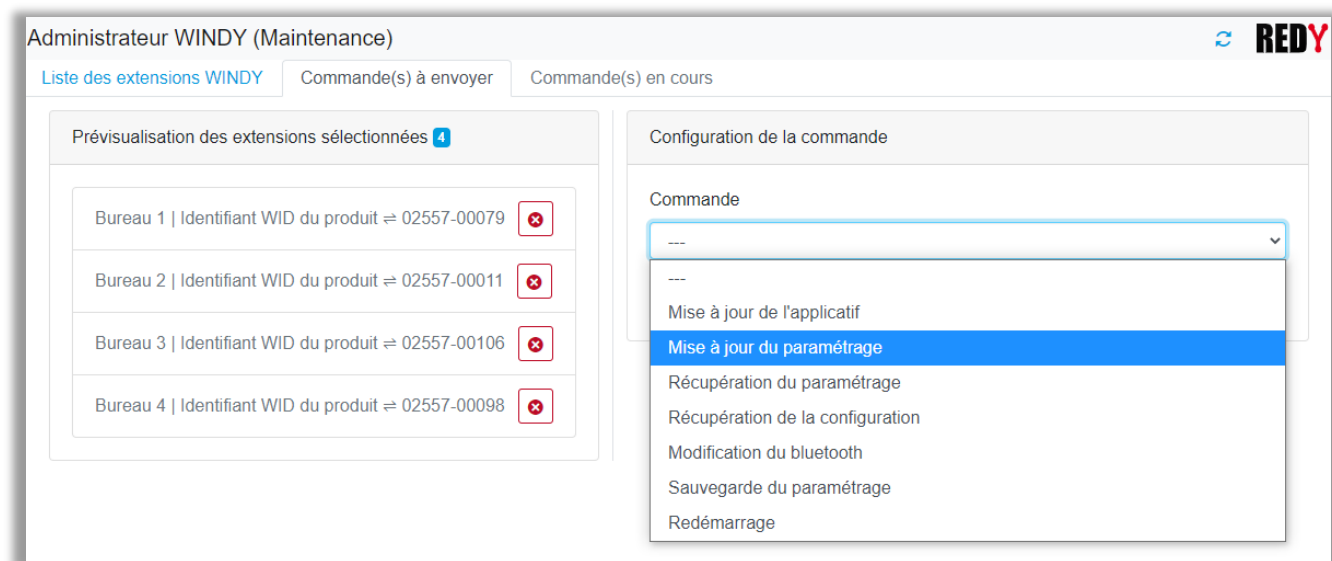 Administrateur WINDY (Maintenance)
REDY
Liste des extensions WINDY
Commande(s) à envoyer
Commande(s) en cours
Prévisualisation des extensions sélectionnées 4
Bureau 1 | Identifiant WID du produit ⇌ 02557-00079
Bureau 2 | Identifiant WID du produit ⇌ 02557-00011
Bureau 3 | Identifiant WID du produit ⇌ 02557-00106
Bureau 4 | Identifiant WID du produit ⇌ 02557-00098
Configuration de la commande
Commande
---
---
Mise à jour de l'applicatif
Mise à jour du paramétrage
Récupération du paramétrage
Récupération de la configuration
Modification du bluetooth
Sauvegarde du paramétrage
Redémarrage